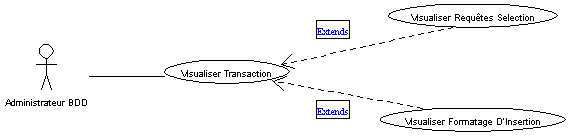 Visualiser Requêtes Selection
Extends
Visualiser Transaction
Administrateur BDD
Extends
Visualiser Formatage D'Insertion